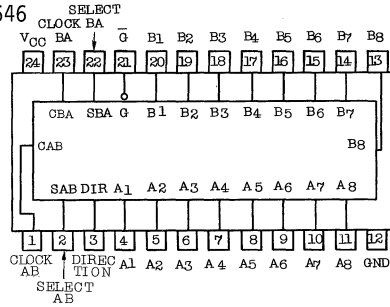 646
SELECT
CLOCK BA
VCC BA G B1 B2 B3 B4 B5 B6 B7 B8
24 23 22 21 20 19 18 17 16 15 14 13
CBA SBA G B1 B2 B3 B4 B5 B6 B7
CAB B8
SAB DIR A1 A2 A3 A4 A5 A6 A7 A8
1 2 3 4 5 6 7 8 9 10 11 12
CLOCK DIREC A1 A2 A3 A4 A5 A6 A7 A8 GND
AB TION
SELECT
AB